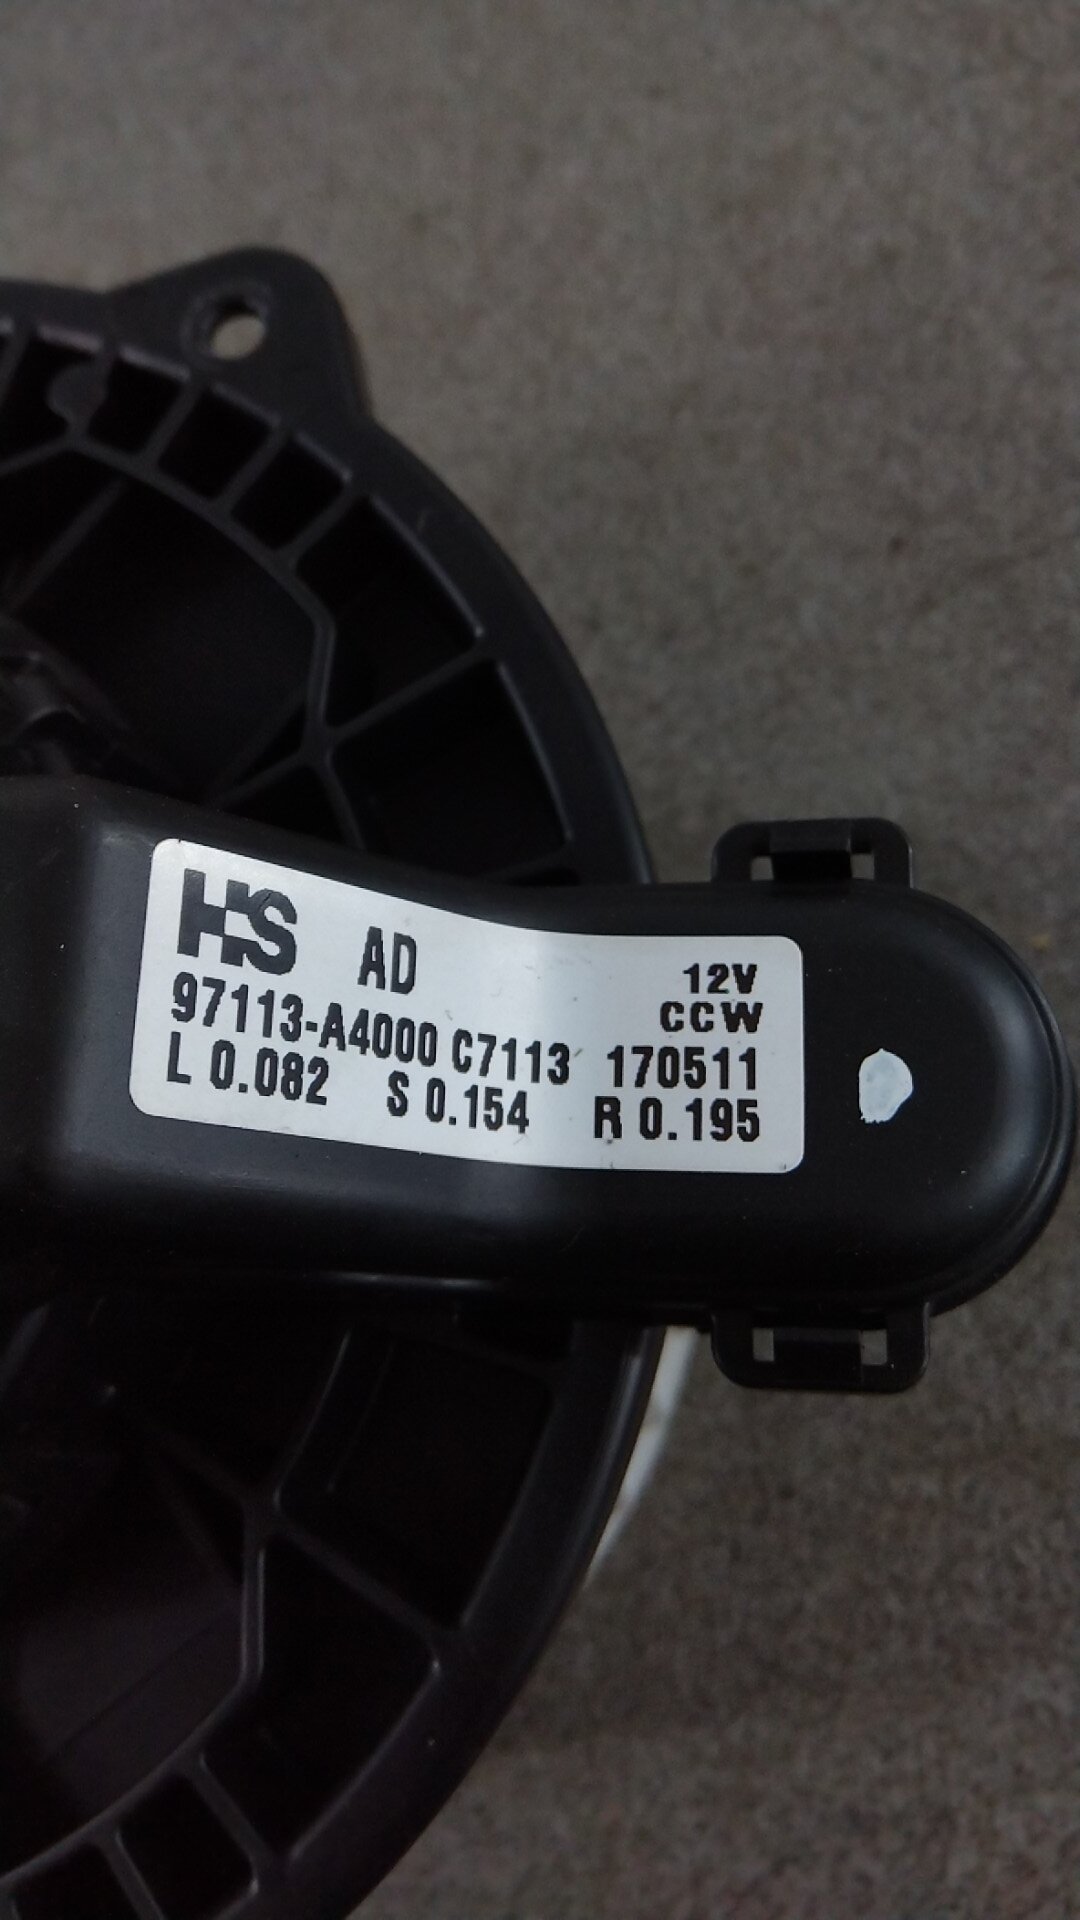 HS AD 12V
CCW
97113-A4000 C7113 170511
L 0.082 S 0.154 R 0.195